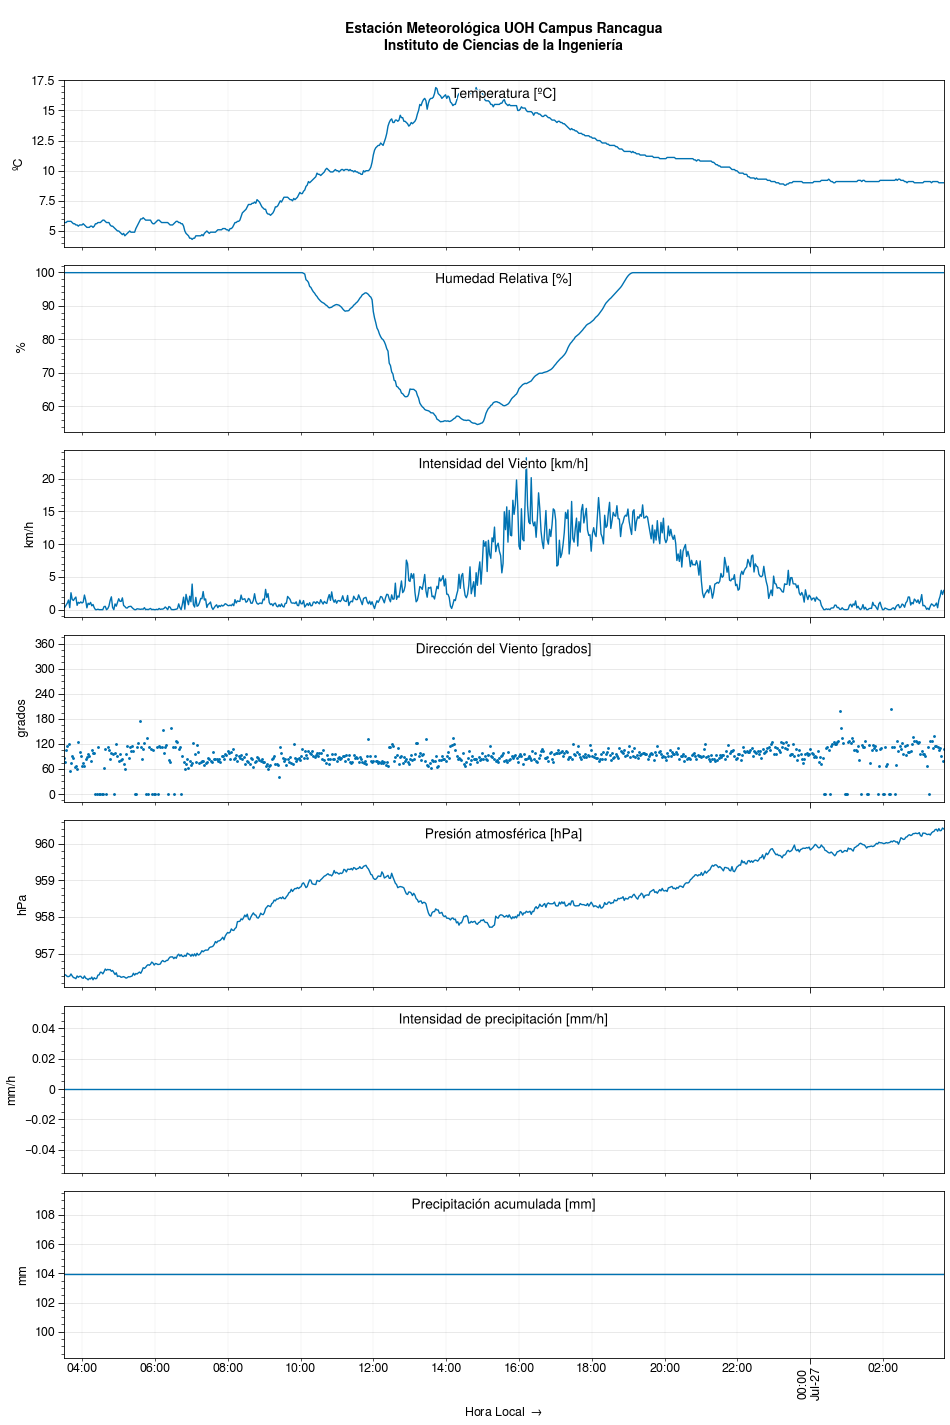 Estación Meteorológica UOH Campus Rancagua
Instituto de Ciencias de la Ingeniería
Temperatura [ºC]
ºC
17.5
15
12.5
10
7.5
5
Humedad Relativa [%]
%
100
90
80
70
60
Intensidad del Viento [km/h]
km/h
20
15
10
5
0
Dirección del Viento [grados]
grados
360
300
240
180
120
60
0
Presión atmosférica [hPa]
hPa
960
959
958
957
Intensidad de precipitación [mm/h]
mm/h
0.04
0.02
0
−0.02
−0.04
Precipitación acumulada [mm]
mm
108
106
104
102
100
04:00 06:00 08:00 10:00 12:00 14:00 16:00 18:00 20:00 22:00 00:00 02:00
Jul-27
Hora Local →